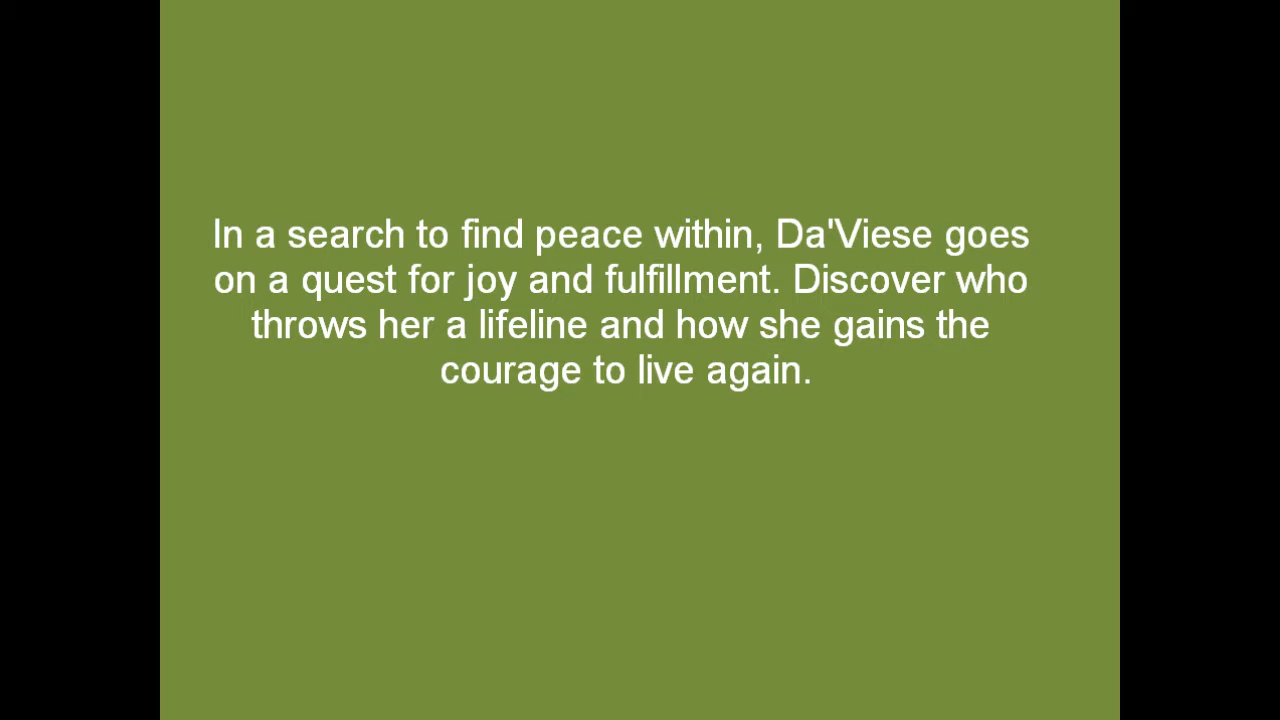 In a search to find peace within, Da'Viese goes
on a quest for joy and fulfillment. Discover who
throws her a lifeline and how she gains the
courage to live again.